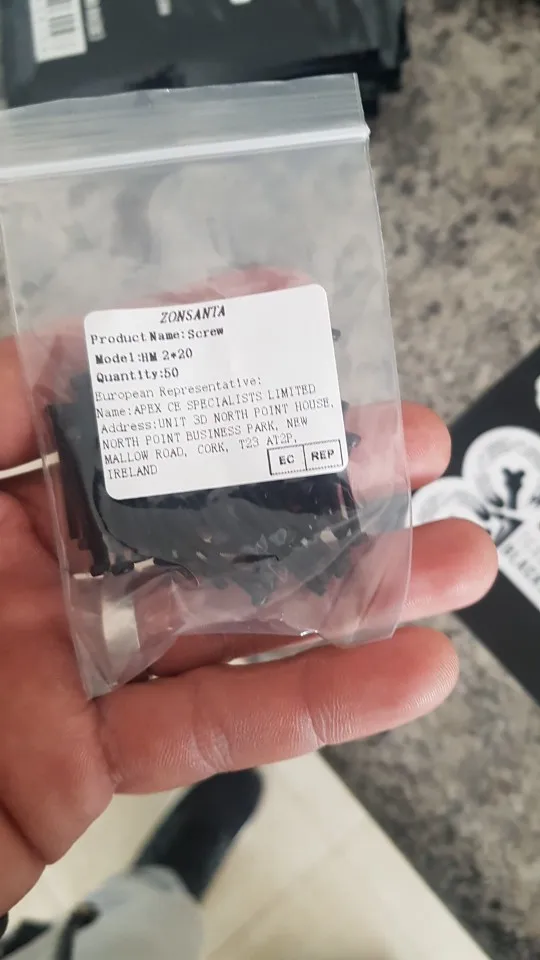 ZONSANTA
Product Name:Screw
Model:HM 2*20
Quantity:50
European Representative:
Name:APEX CE SPECIALISTS LIMITED
Address:UNIT 3D NORTH POINT HOUSE,
NORTH POINT BUSINESS PARK, NEW
MALLOW ROAD, CORK, T23 AT2P,
IRELAND
EC REP
BLACK